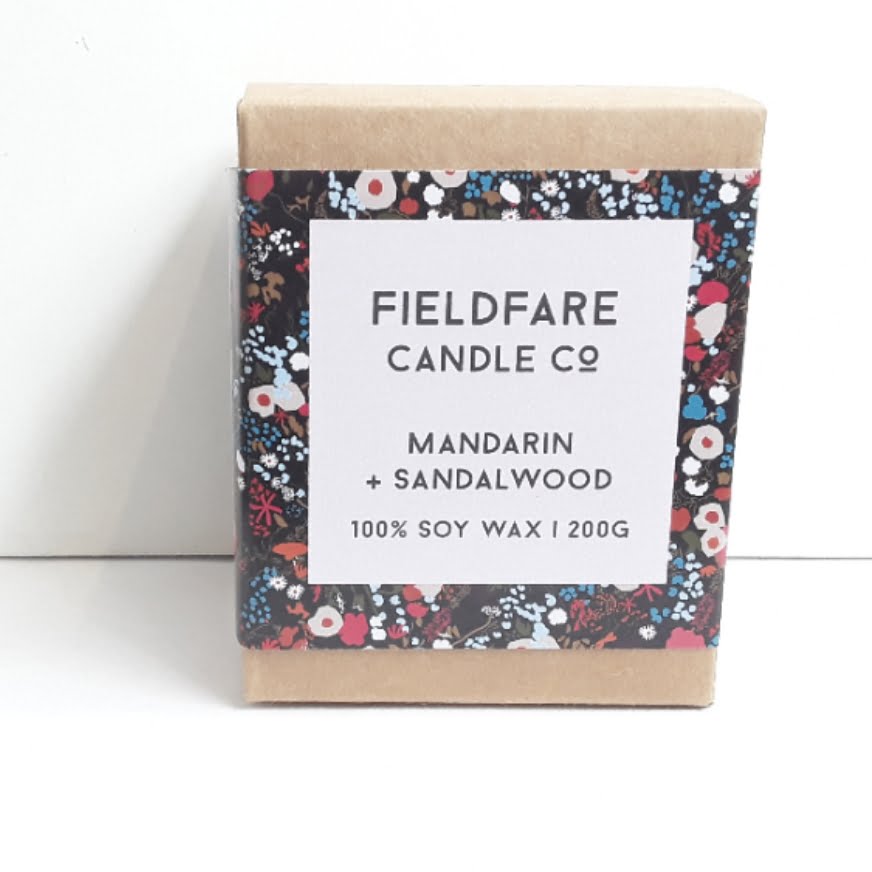 FIELDFARE
CANDLE Cº
MANDARIN
+ SANDALWOOD
100% SOY WAX | 200G